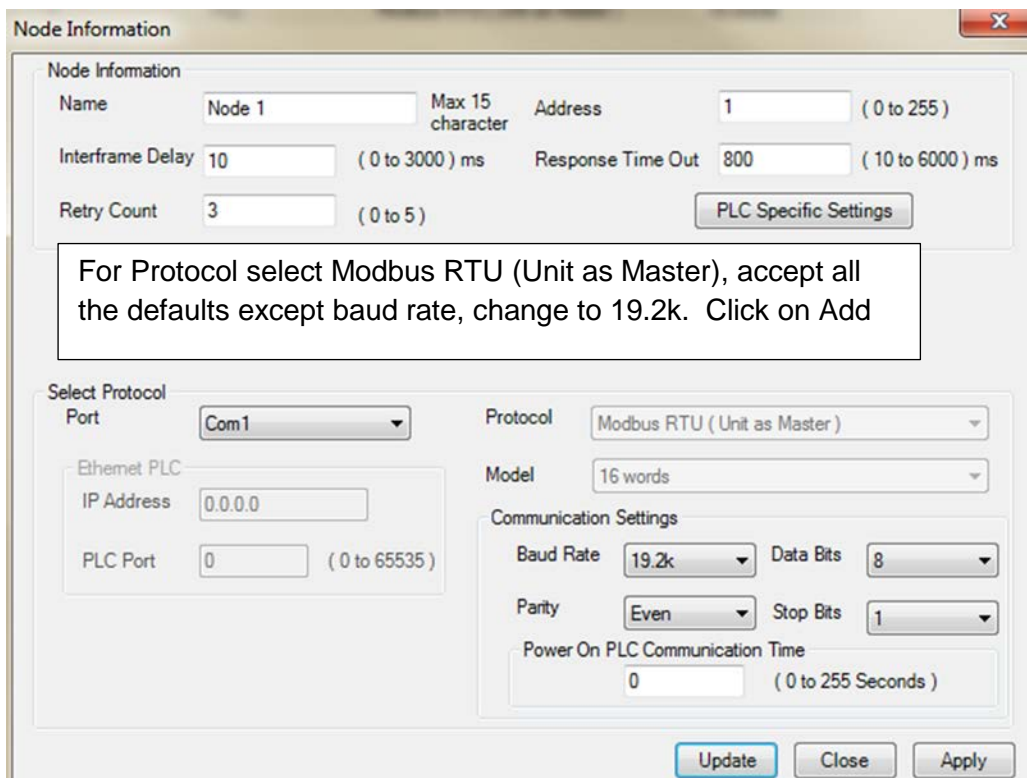 Node Information
Node Information
Name Node 1 Max 15 character Address 1 ( 0 to 255 )
Interframe Delay 10 ( 0 to 3000 ) ms Response Time Out 800 ( 10 to 6000 ) ms
Retry Count 3 ( 0 to 5 ) PLC Specific Settings
For Protocol select Modbus RTU (Unit as Master), accept all
the defaults except baud rate, change to 19.2k. Click on Add
Select Protocol
Port Com1 Protocol Modbus RTU ( Unit as Master )
Ethernet PLC Model 16 words
IP Address 0.0.0.0
Communication Settings
PLC Port 0 ( 0 to 65535 ) Baud Rate 19.2k Data Bits 8
Parity Even Stop Bits 1
Power On PLC Communication Time
0 ( 0 to 255 Seconds )
Update Close Apply